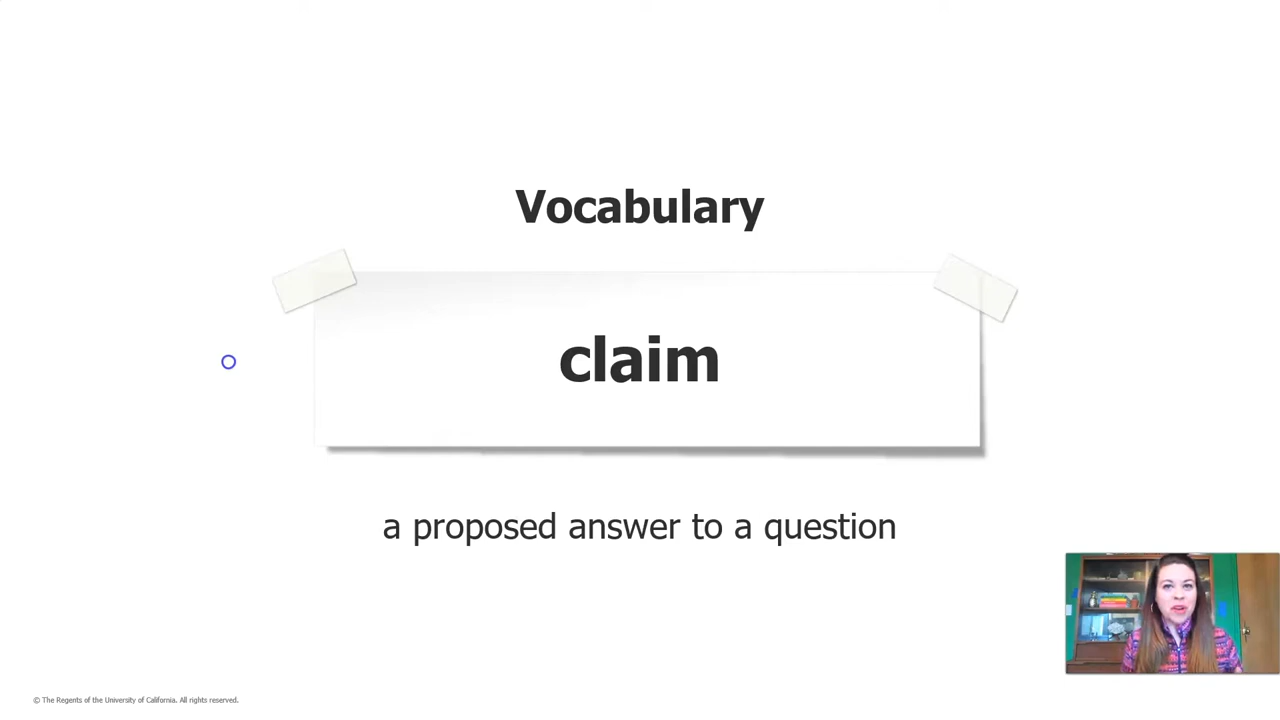 Vocabulary
claim
a proposed answer to a question
© The Regents of the University of California. All rights reserved.